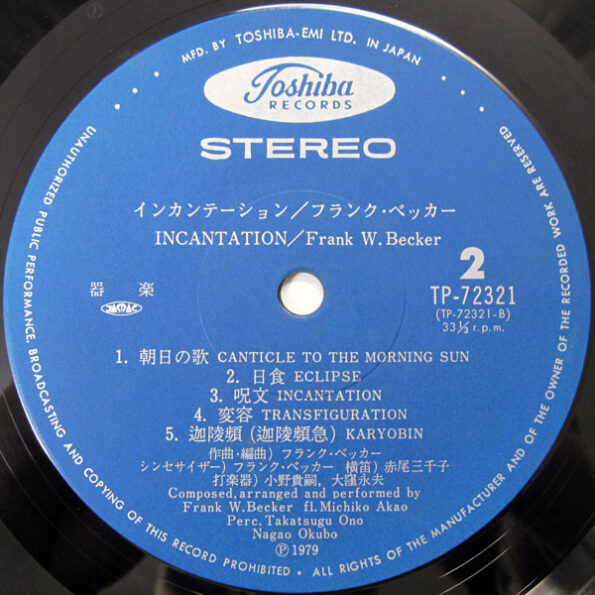 MFD. BY TOSHIBA-EMI LTD. IN JAPAN
Toshiba
RECORDS
STEREO
インカンテーション/フランク・ベッカー
INCANTATION/Frank W. Becker
2
TP-72321
(TP-72321-B)
33⅓ r.p.m.
器 楽
JASRAC
1. 朝日の歌 CANTICLE TO THE MORNING SUN
2. 日食 ECLIPSE
3. 呪文 INCANTATION
4. 変容 TRANSFIGURATION
5. 迦陵頻 (迦陵頻急) KARYOBIN
作曲・編曲) フランク・ベッカー
シンセサイザー) フランク・ベッカー 横笛) 赤尾三千子
打楽器) 小野貴嗣, 大窪永夫
Composed, arranged and performed by
Frank W. Becker fl. Michiko Akao
Perc. Takatsugu Ono
Nagao Okubo
Ⓟ 1979
UNAUTHORIZED PUBLIC PERFORMANCE, BROADCASTING AND COPYING OF THIS RECORD PROHIBITED • ALL RIGHTS OF THE MANUFACTURER AND OF THE OWNER OF THE RECORDED WORK ARE RESERVED